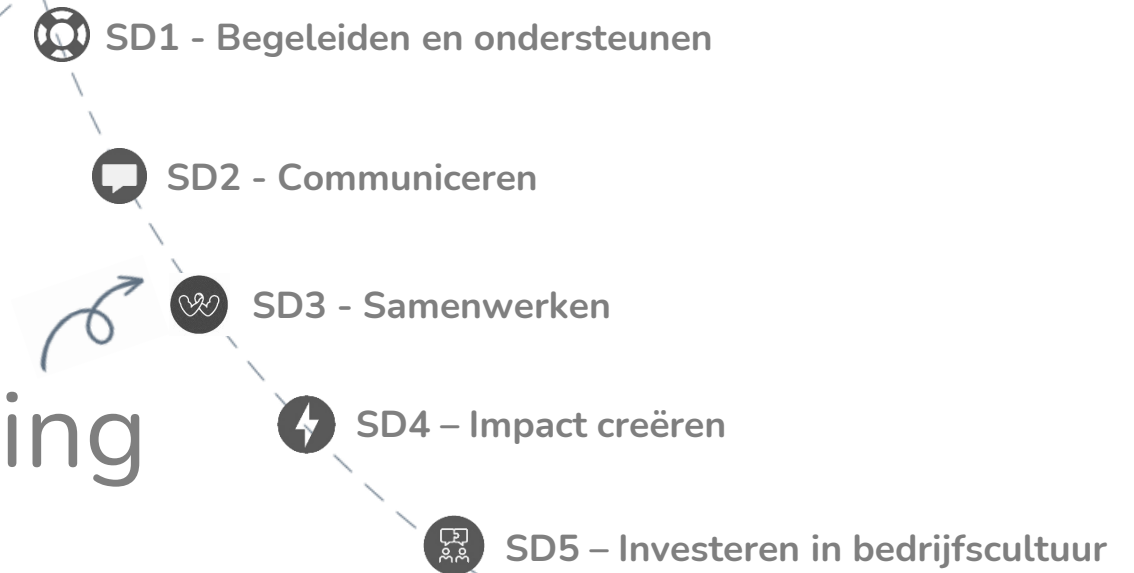 SD1 - Begeleiden en ondersteunen
SD2 - Communiceren
SD3 - Samenwerken
ing
SD4 – Impact creëren
SD5 – Investeren in bedrijfscultuur